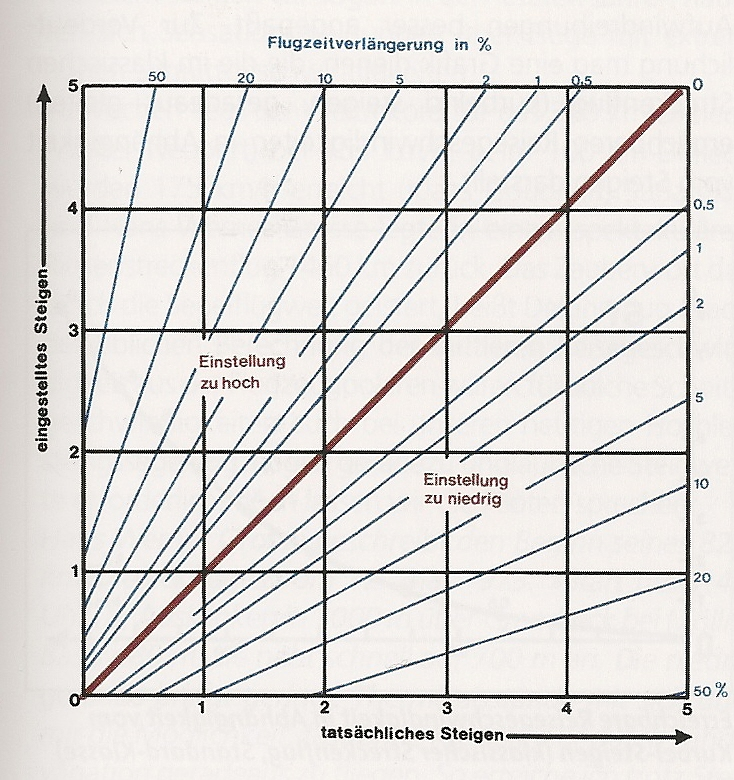 Flugzeitverlängerung in %
50 20 10 5 2 1 0,5 0
5
4
3
2
1
0
eingestelltes Steigen
Einstellung
zu hoch
Einstellung
zu niedrig
0,5
1
2
5
10
20
50 %
1 2 3 4 5
tatsächliches Steigen